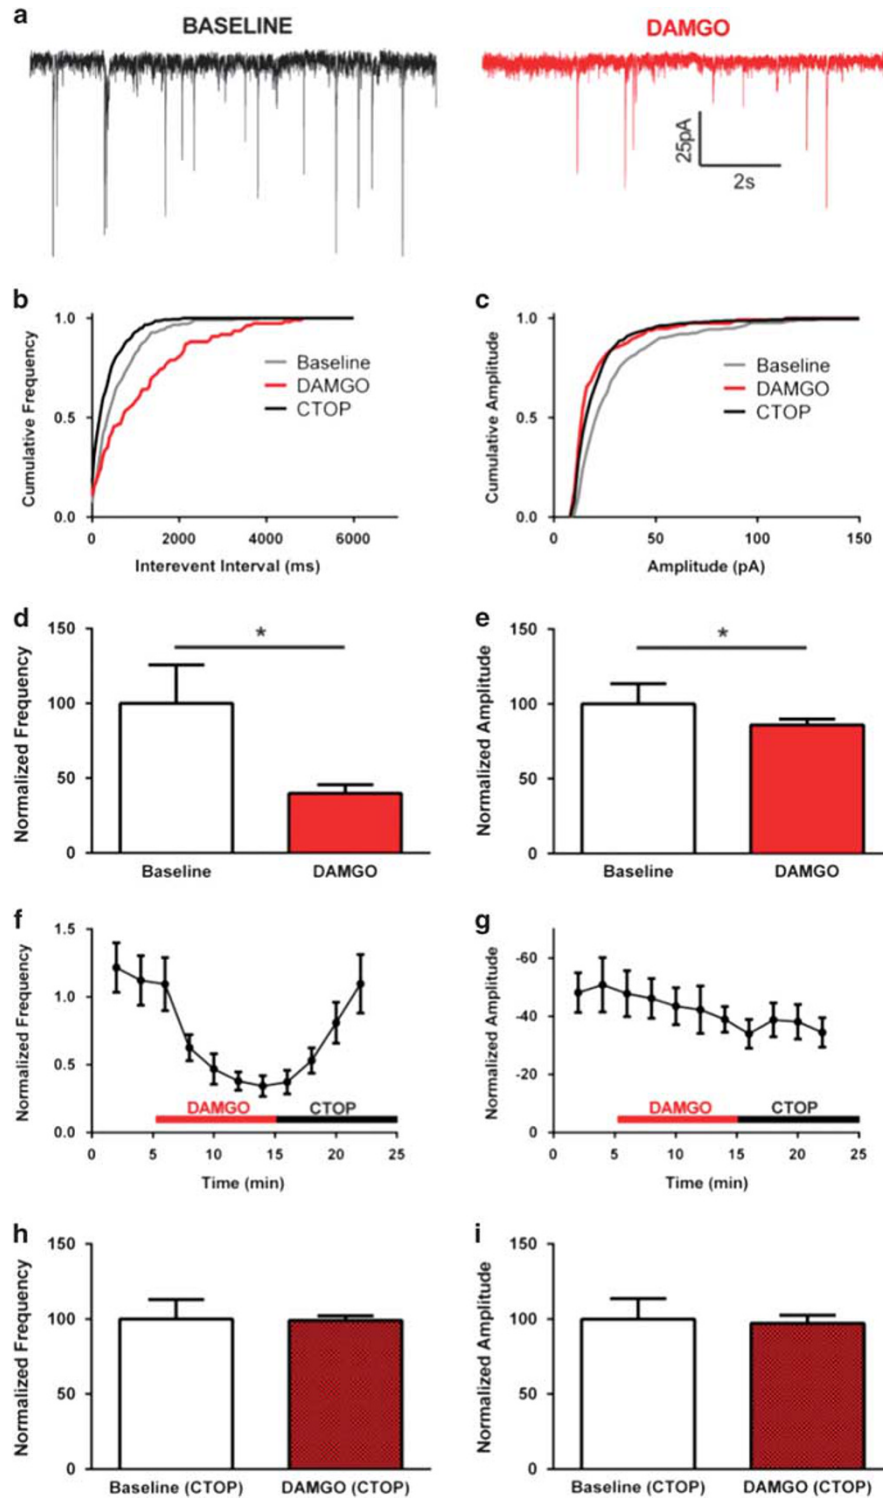 a
BASELINE
DAMGO
25pA
2s
b
Cumulative Frequency
1.0
0.5
0.0
Baseline
DAMGO
CTOP
0 2000 4000 6000
Interevent Interval (ms)
c
Cumulative Amplitude
1.0
0.5
0.0
Baseline
DAMGO
CTOP
0 50 100 150
Amplitude (pA)
d
Normalized Frequency
150
100
50
0
*
Baseline DAMGO
e
Normalized Amplitude
150
100
50
0
*
Baseline DAMGO
f
Normalized Frequency
1.5
1.0
0.5
0.0
DAMGO CTOP
0 5 10 15 20 25
Time (min)
g
Normalized Amplitude
-60
-40
-20
0
DAMGO CTOP
0 5 10 15 20 25
Time (min)
h
Normalized Frequency
150
100
50
0
Baseline (CTOP) DAMGO (CTOP)
i
Normalized Amplitude
150
100
50
0
Baseline (CTOP) DAMGO (CTOP)